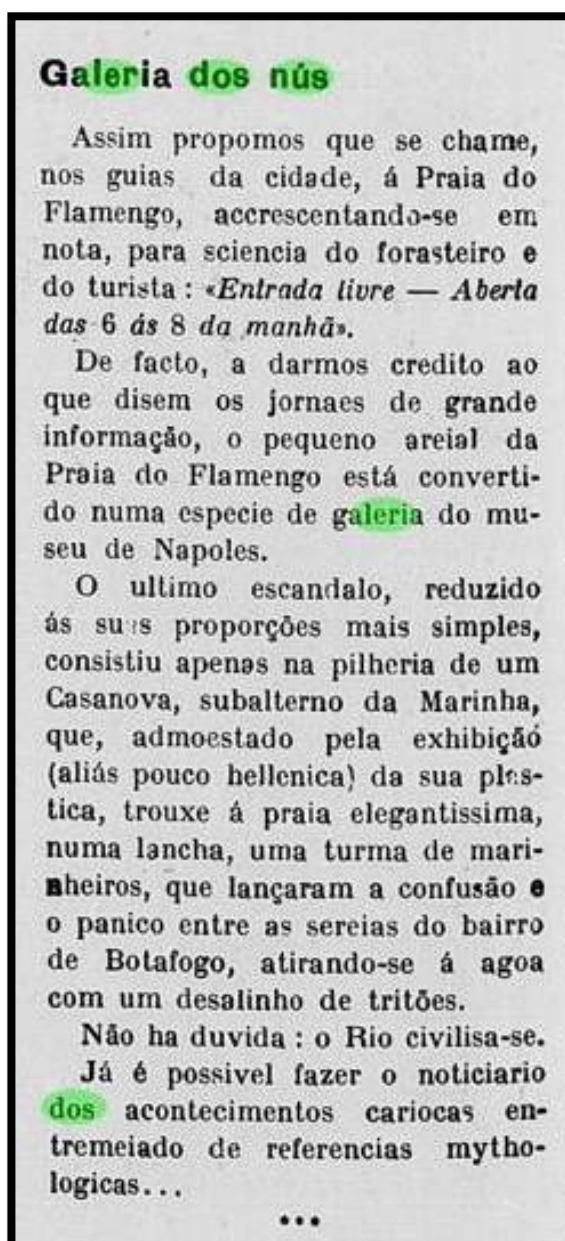 Galeria dos nús
Assim propomos que se chame,
nos guias da cidade, á Praia do
Flamengo, accrescentando-se em
nota, para sciencia do forasteiro e
do turista : «Entrada livre — Aberta
das 6 ás 8 da manhã».
De facto, a darmos credito ao
que disem os jornaes de grande
informação, o pequeno areial da
Praia do Flamengo está converti-
do numa especie de galeria do mu-
seu de Napoles.
O ultimo escandalo, reduzido
ás suas proporções mais simples,
consistiu apenas na pilheria de um
Casanova, subalterno da Marinha,
que, admoestado pela exhibição
(aliás pouco hellenica) da sua plas-
tica, trouxe á praia elegantissima,
numa lancha, uma turma de mari-
nheiros, que lançaram a confusão e
o panico entre as sereias do bairro
de Botafogo, atirando-se á agoa
com um desalinho de tritões.
Não ha duvida : o Rio civilisa-se.
Já é possivel fazer o noticiario
dos acontecimentos cariocas en-
tremeiado de referencias mytho-
logicas...
•••